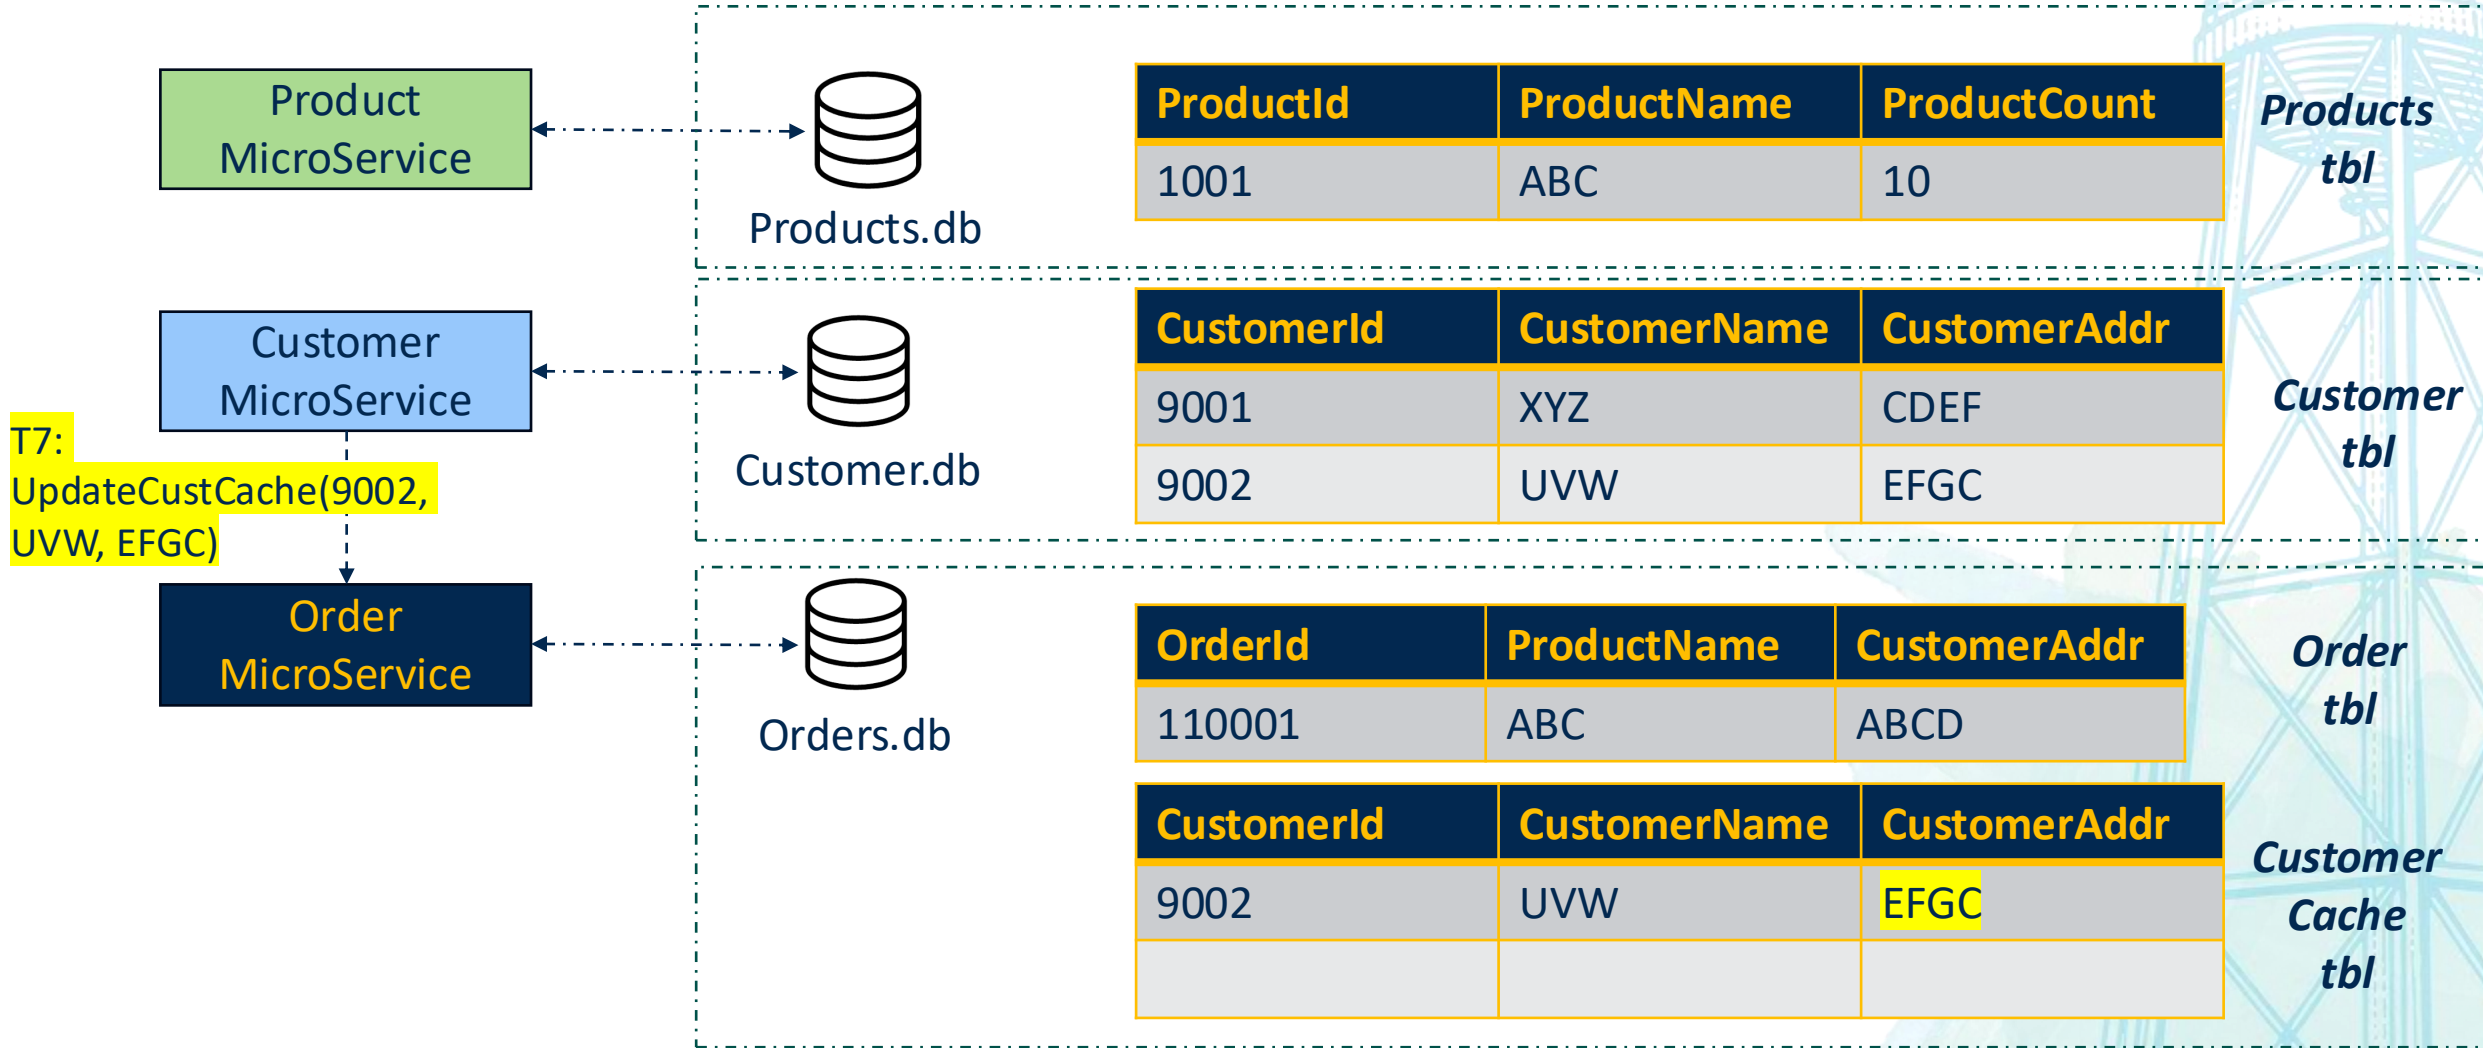 Product
MicroService
Products.db
ProductId ProductName ProductCount
1001 ABC 10
Products
tbl
Customer
MicroService
Customer.db
CustomerId CustomerName CustomerAddr
9001 XYZ CDEF
9002 UVW EFGC
Customer
tbl
T7:
UpdateCustCache(9002,
UVW, EFGC)
Order
MicroService
Orders.db
OrderId ProductName CustomerAddr
110001 ABC ABCD
Order
tbl
CustomerId CustomerName CustomerAddr
9002 UVW EFGC
Customer
Cache
tbl